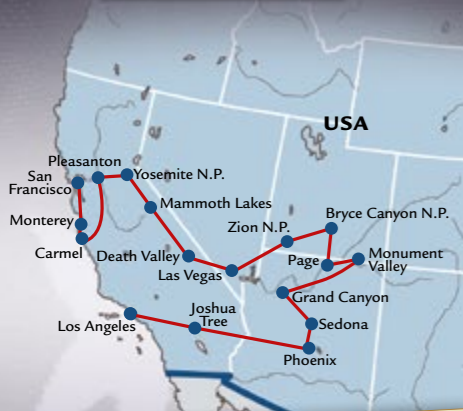 USA
Pleasanton
San
Francisco
Yosemite N.P.
Mammoth Lakes
Monterey
Bryce Canyon N.P.
Zion N.P.
Carmel
Death Valley
Page
Monument
Valley
Las Vegas
Grand Canyon
Joshua
Tree
Los Angeles
Sedona
Phoenix